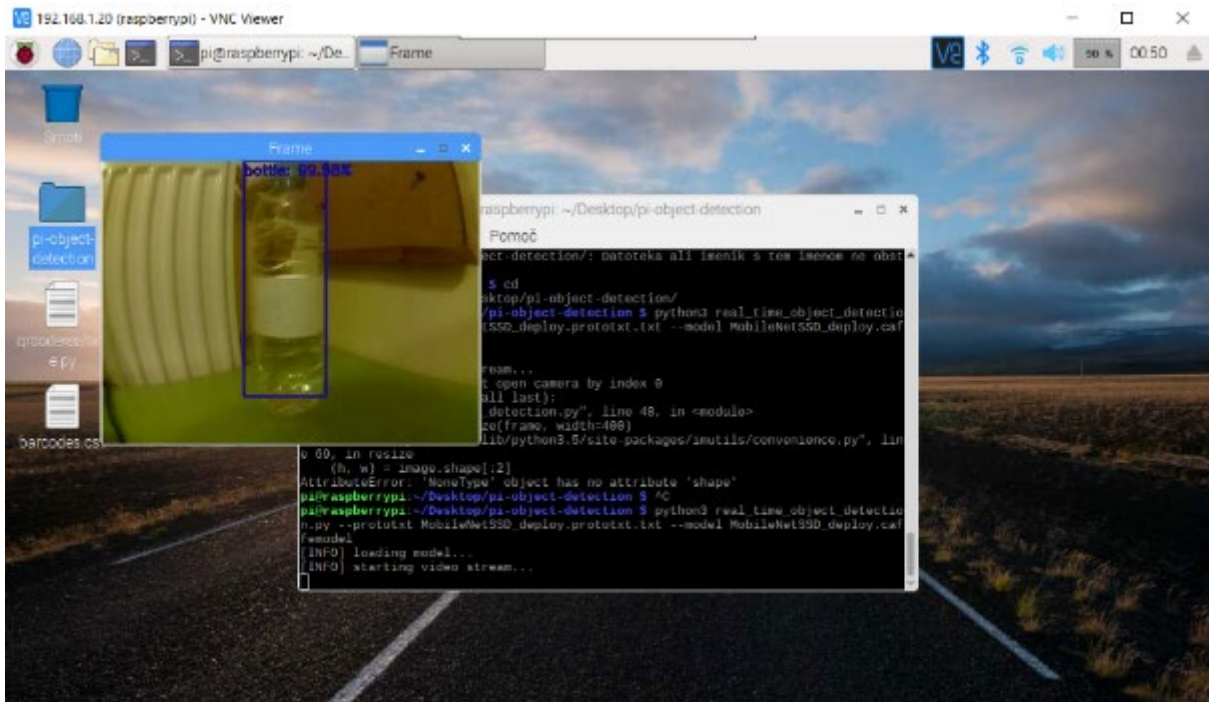 192.168.1.20 (raspberrypi) - VNC Viewer
pi@raspberrypi: ~/De...
Frame
90 %
00:50
Smeti
pi-object-
detection
e.py
barcodes.cs
Frame
bottle: 99.98%
raspberrypi: ~/Desktop/pi-object-detection
Pomoč
ect-detection/: Datoteka ali imenik s tem imenom ne obst
$ cd
sktop/pi-object-detection/
/pi-object-detection $ python3 real_time_object_detectio
tSSD_deploy.prototxt.txt --model MobileNetSSD_deploy.caf
ream...
t open camera by index 0
all last):
_detection.py", line 48, in <module>
ze(frame, width=400)
lib/python3.5/site-packages/imutils/convenience.py", lin
e 69, in resize
(h, w) = image.shape[:2]
AttributeError: 'NoneType' object has no attribute 'shape'
pi@raspberrypi:~/Desktop/pi-object-detection $ ^C
pi@raspberrypi:~/Desktop/pi-object-detection $ python3 real_time_object_detectio
n.py --prototxt MobileNetSSD_deploy.prototxt.txt --model MobileNetSSD_deploy.caf
femodel
[INFO] loading model...
[INFO] starting video stream...